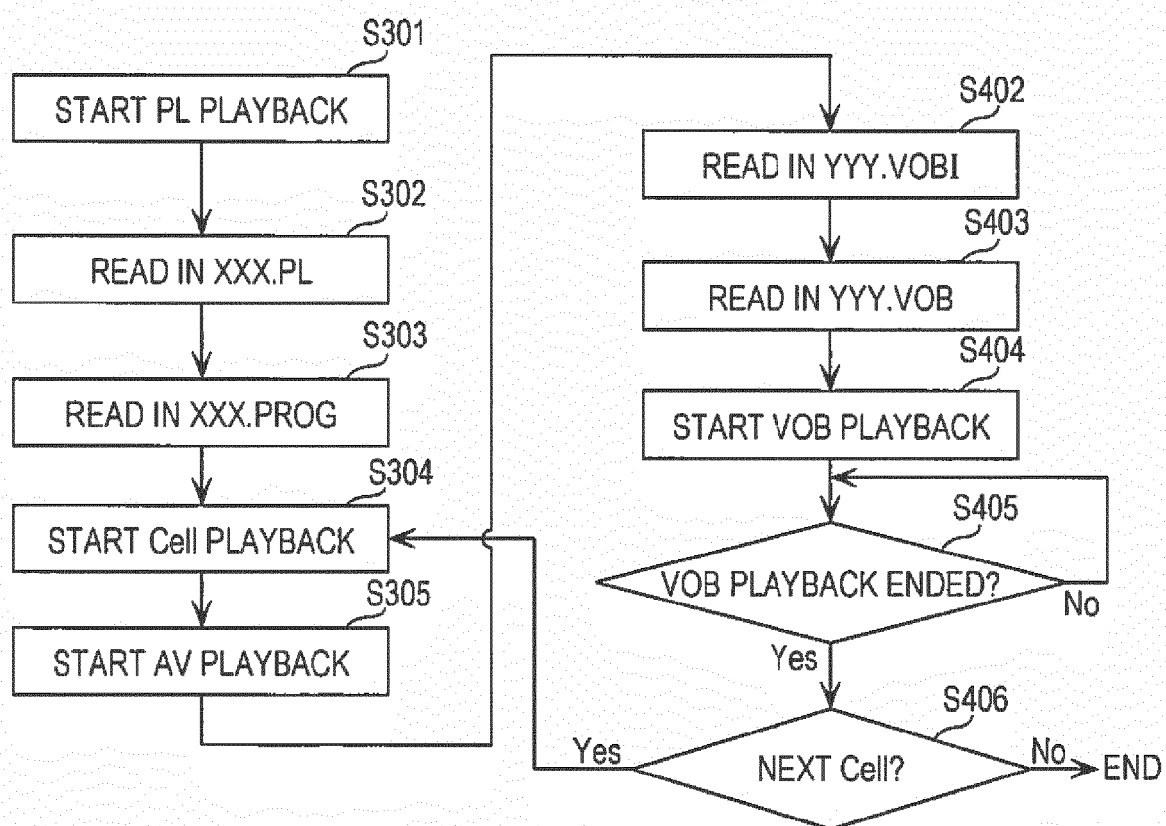 S301
START PL PLAYBACK
S302
READ IN XXX.PL
S303
READ IN XXX.PROG
S304
START Cell PLAYBACK
S305
START AV PLAYBACK
S402
READ IN YYY.VOBI
S403
READ IN YYY.VOB
S404
START VOB PLAYBACK
S405
VOB PLAYBACK ENDED?
No
Yes
S406
NEXT Cell?
Yes
No
END